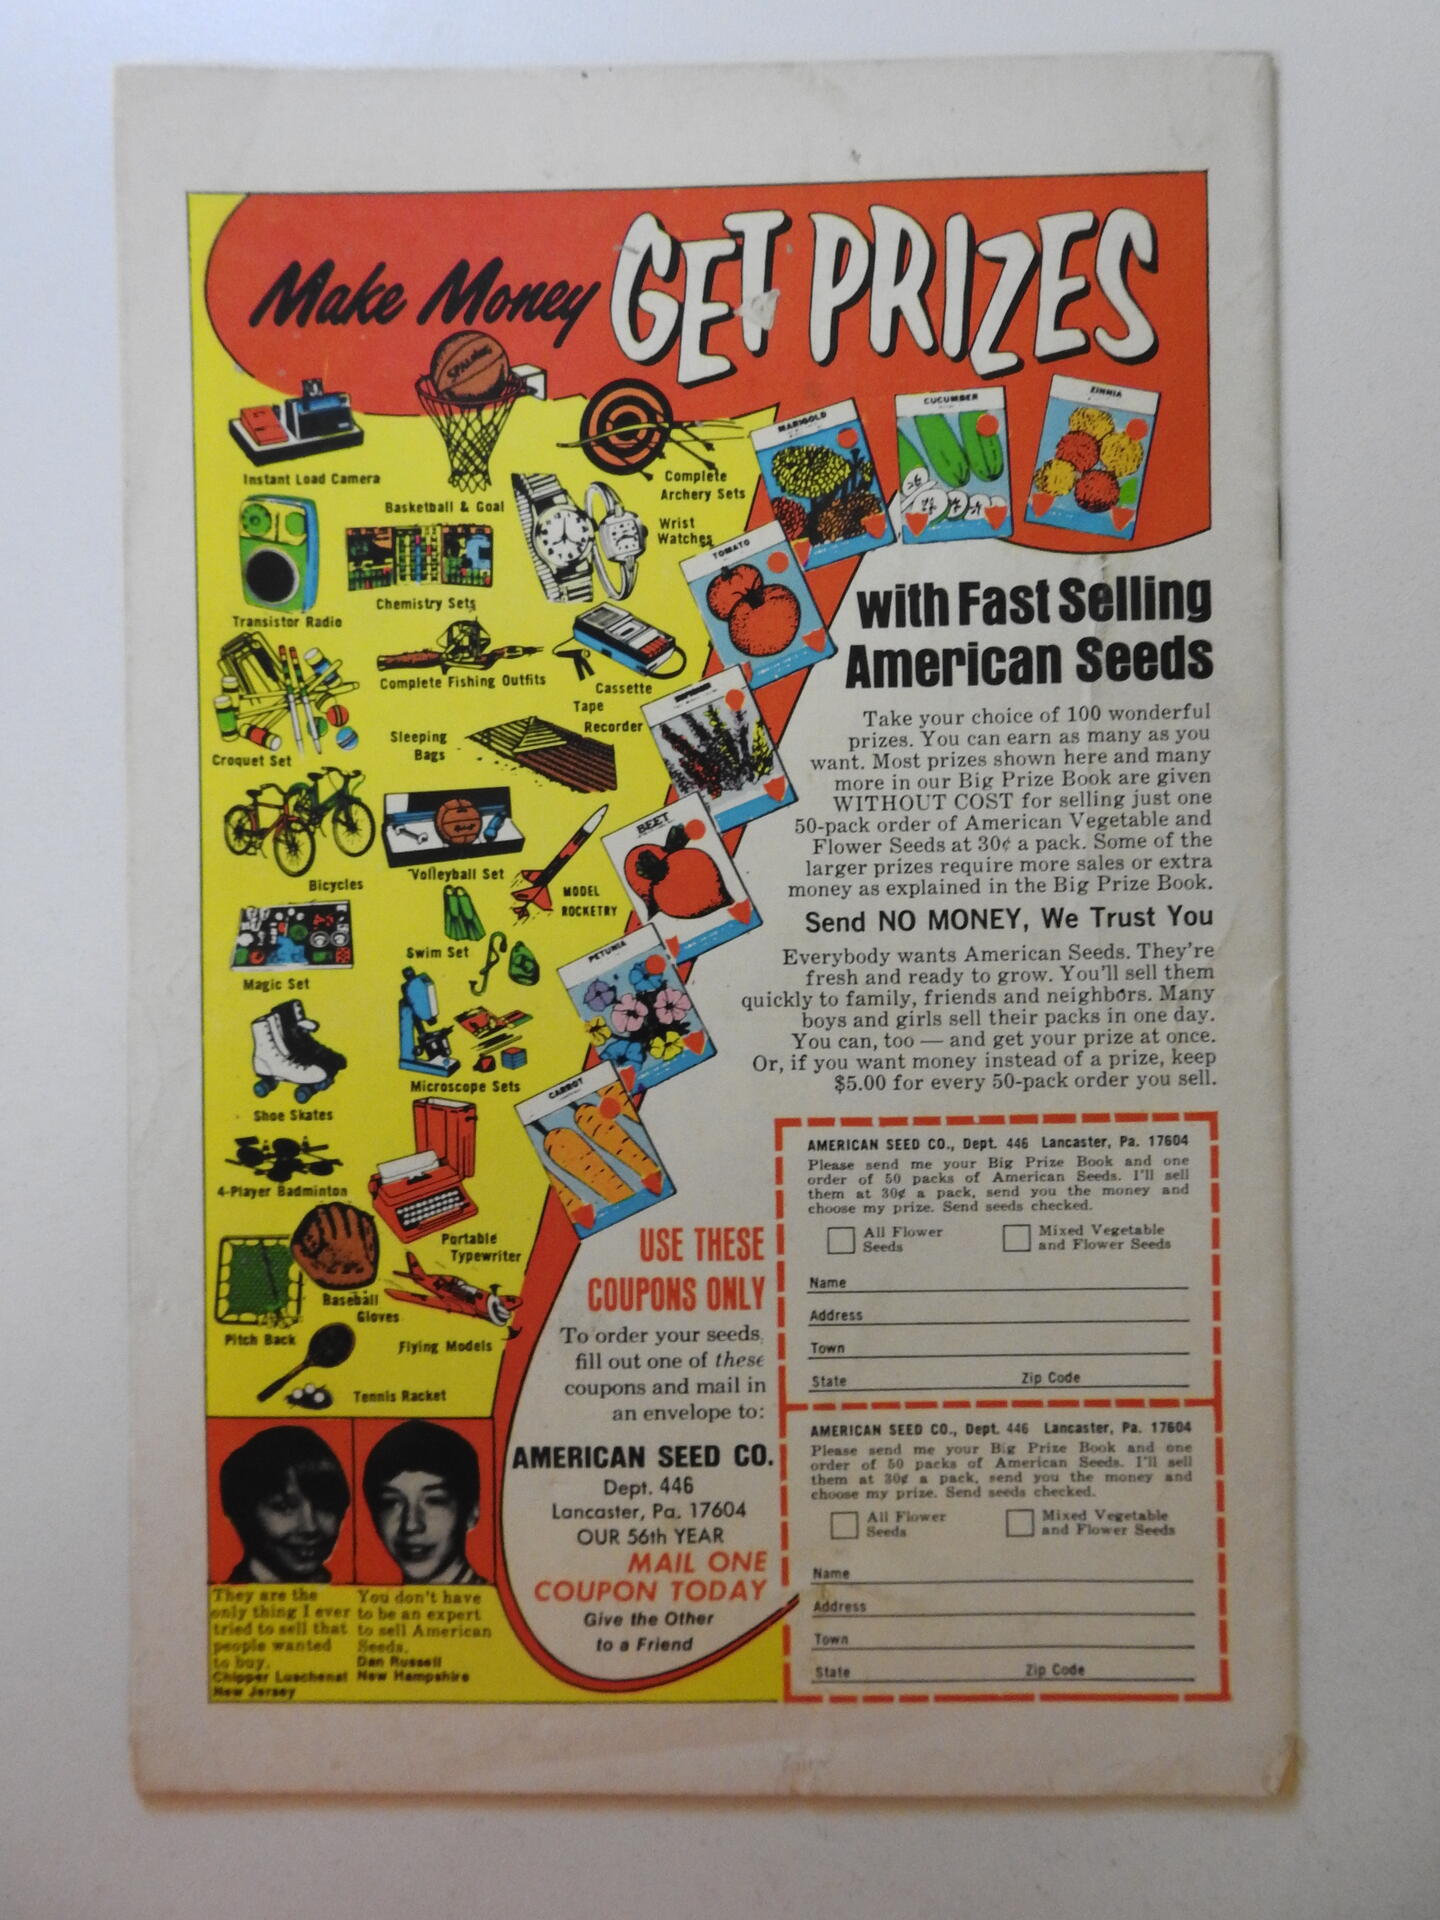 Make Money GET PRIZES
SPALDING
Instant Load Camera
Basketball & Goal
Complete
Archery Sets
MARIGOLD
CUCUMBER
ZINNIA
Transistor Radio
Chemistry Sets
Wrist
Watches
TOMATO
Croquet Set
Complete Fishing Outfits
Cassette
Tape
Recorder
Sleeping
Bags
Bicycles
Volleyball Set
MODEL
ROCKETRY
BEET
Magic Set
Swim Set
PETUNIA
Shoe Skates
Microscope Sets
CARROT
4-Player Badminton
Portable
Typewriter
Pitch Back
Baseball
Gloves
Flying Models
Tennis Racket
with Fast Selling
American Seeds
Take your choice of 100 wonderful
prizes. You can earn as many as you
want. Most prizes shown here and many
more in our Big Prize Book are given
WITHOUT COST for selling just one
50-pack order of American Vegetable and
Flower Seeds at 30¢ a pack. Some of the
larger prizes require more sales or extra
money as explained in the Big Prize Book.
Send NO MONEY, We Trust You
Everybody wants American Seeds. They're
fresh and ready to grow. You'll sell them
quickly to family, friends and neighbors. Many
boys and girls sell their packs in one day.
You can, too — and get your prize at once.
Or, if you want money instead of a prize, keep
$5.00 for every 50-pack order you sell.
USE THESE
COUPONS ONLY
To order your seeds,
fill out one of these
coupons and mail in
an envelope to:
AMERICAN SEED CO.
Dept. 446
Lancaster, Pa. 17604
OUR 56th YEAR
MAIL ONE
COUPON TODAY
Give the Other
to a Friend
They are the
only thing I ever
tried to sell that
people wanted
to buy.
Chipper Luschenat
New Jersey
You don't have
to be an expert
to sell American
Seeds.
Dan Russell
New Hampshire
AMERICAN SEED CO., Dept. 446 Lancaster, Pa. 17604
Please send me your Big Prize Book and one
order of 50 packs of American Seeds. I'll sell
them at 30¢ a pack, send you the money and
choose my prize. Send seeds checked.
All Flower
Seeds
Mixed Vegetable
and Flower Seeds
Name
Address
Town
State Zip Code
AMERICAN SEED CO., Dept. 446 Lancaster, Pa. 17604
Please send me your Big Prize Book and one
order of 50 packs of American Seeds. I'll sell
them at 30¢ a pack, send you the money and
choose my prize. Send seeds checked.
All Flower
Seeds
Mixed Vegetable
and Flower Seeds
Name
Address
Town
State Zip Code